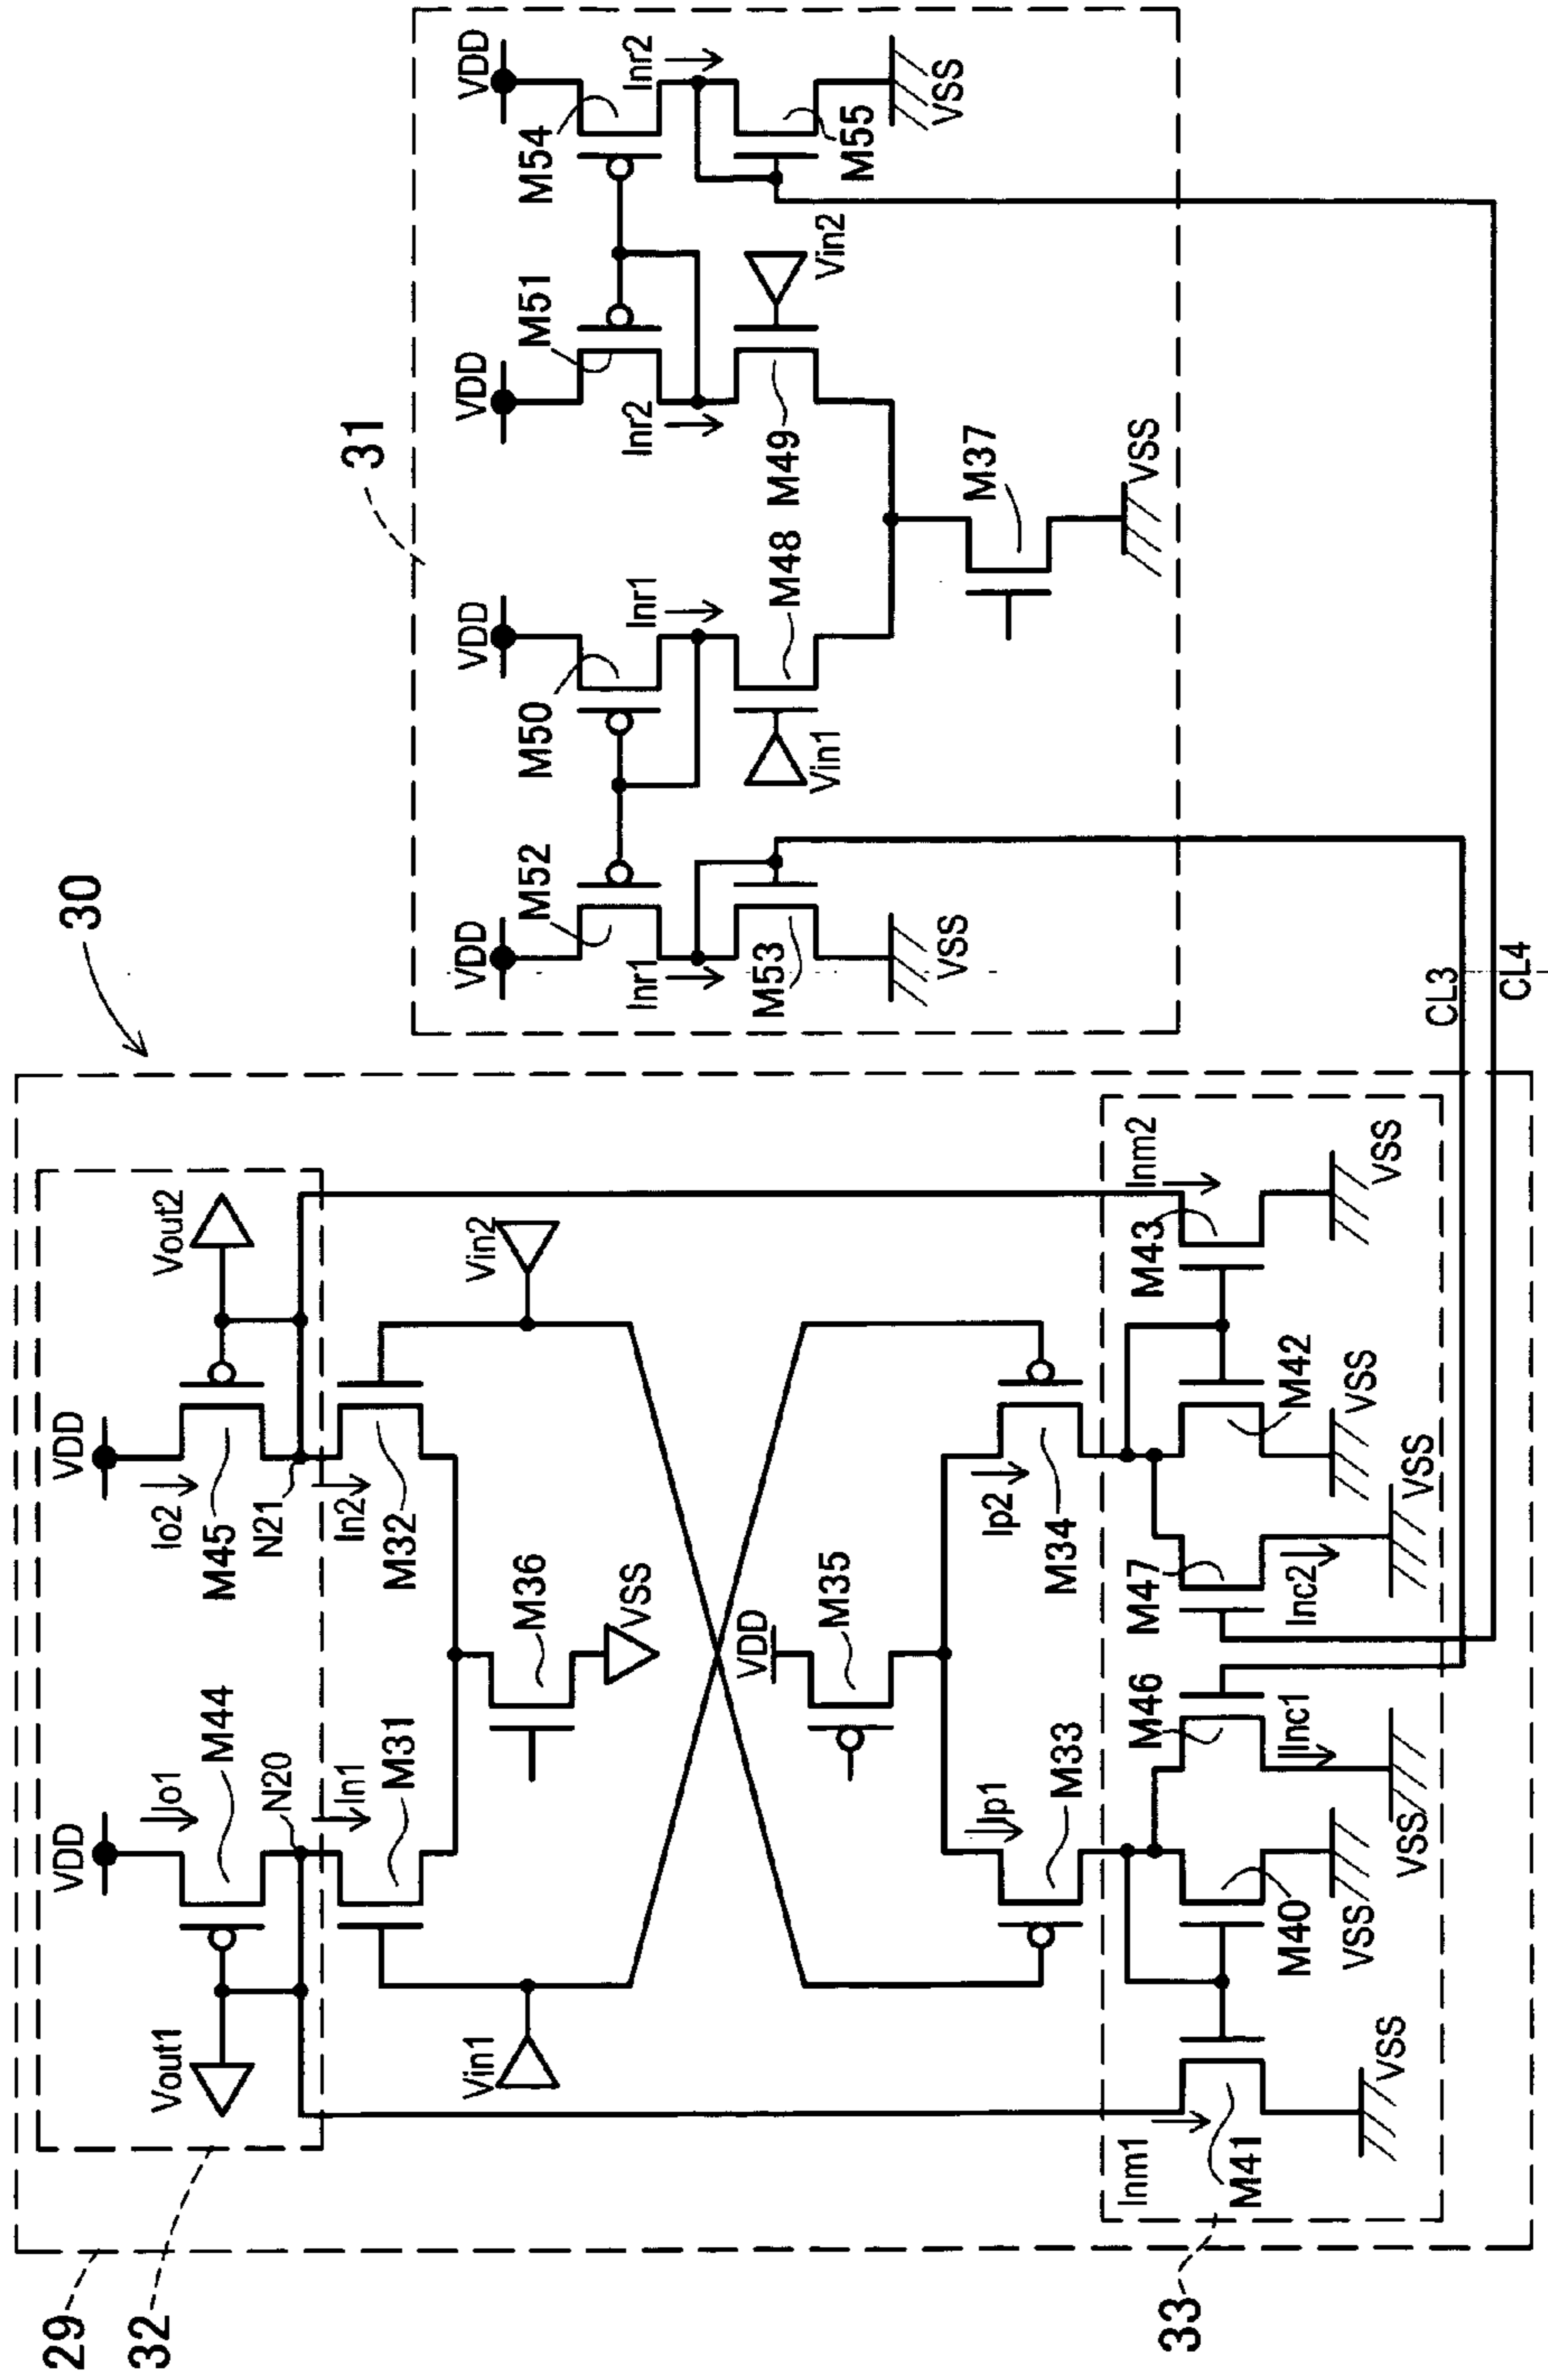 30
29
32
VDD
VDD
Io1
Io2
M44
M45
Vout1
Vout2
N20
N21
In1
In2
M31
M32
M36
VSS
Vin1
Vin2
VDD
M35
Ip1
Ip2
M33
M34
33
Inm1
M41
M40
M46
M47
M42
M43
Inm2
Inc1
Inc2
VSS
VSS
VSS
VSS
VSS
VSS
CL3
CL4
31
VDD
VDD
VDD
VDD
M52
M50
M51
M54
Inr1
Inr1
Inr2
Inr2
M53
Vin1
M48
M49
Vin2
M55
VSS
VSS
M37
VSS